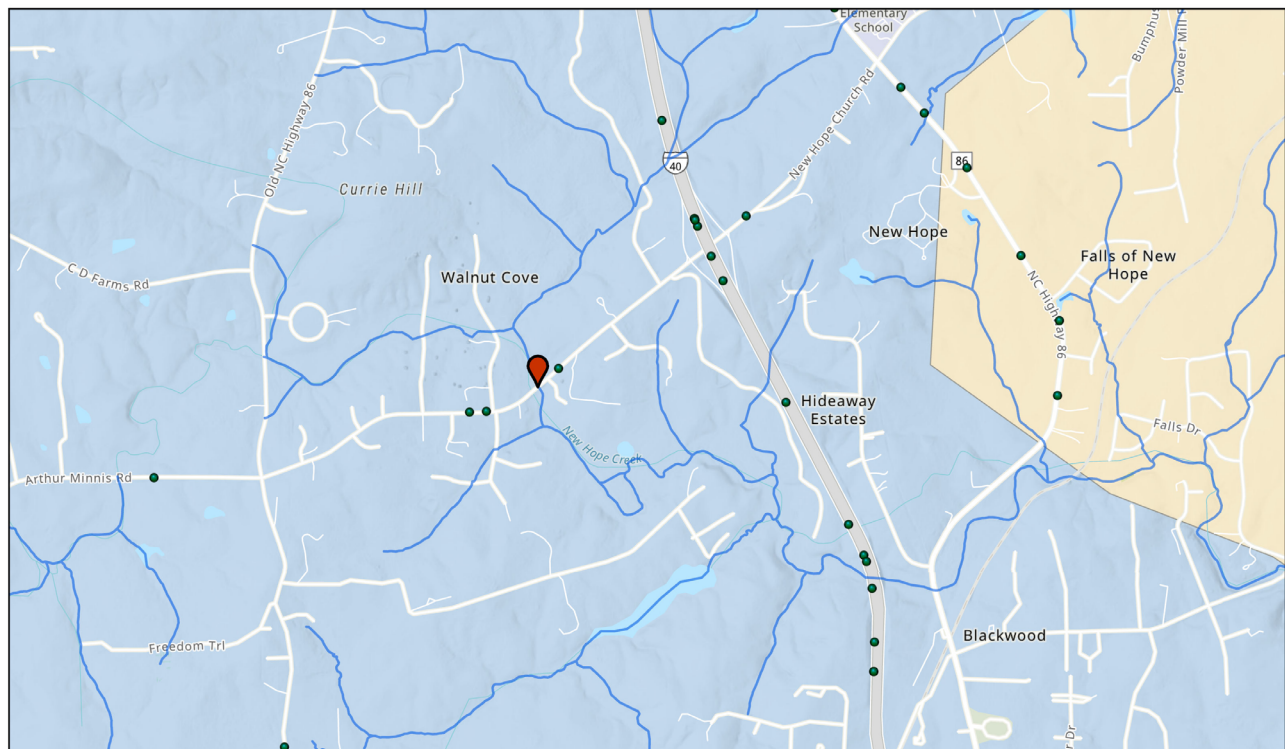 Elementary
School
Bumphus
Powder Mill
Old NC Highway 86
New Hope Church Rd
40
86
Currie Hill
New Hope
Falls of New
Hope
C D Farms Rd
Walnut Cove
NC Highway 86
Hideaway
Estates
Falls Dr
New Hope Creek
Arthur Minnis Rd
Freedom Trl
Blackwood
Dr